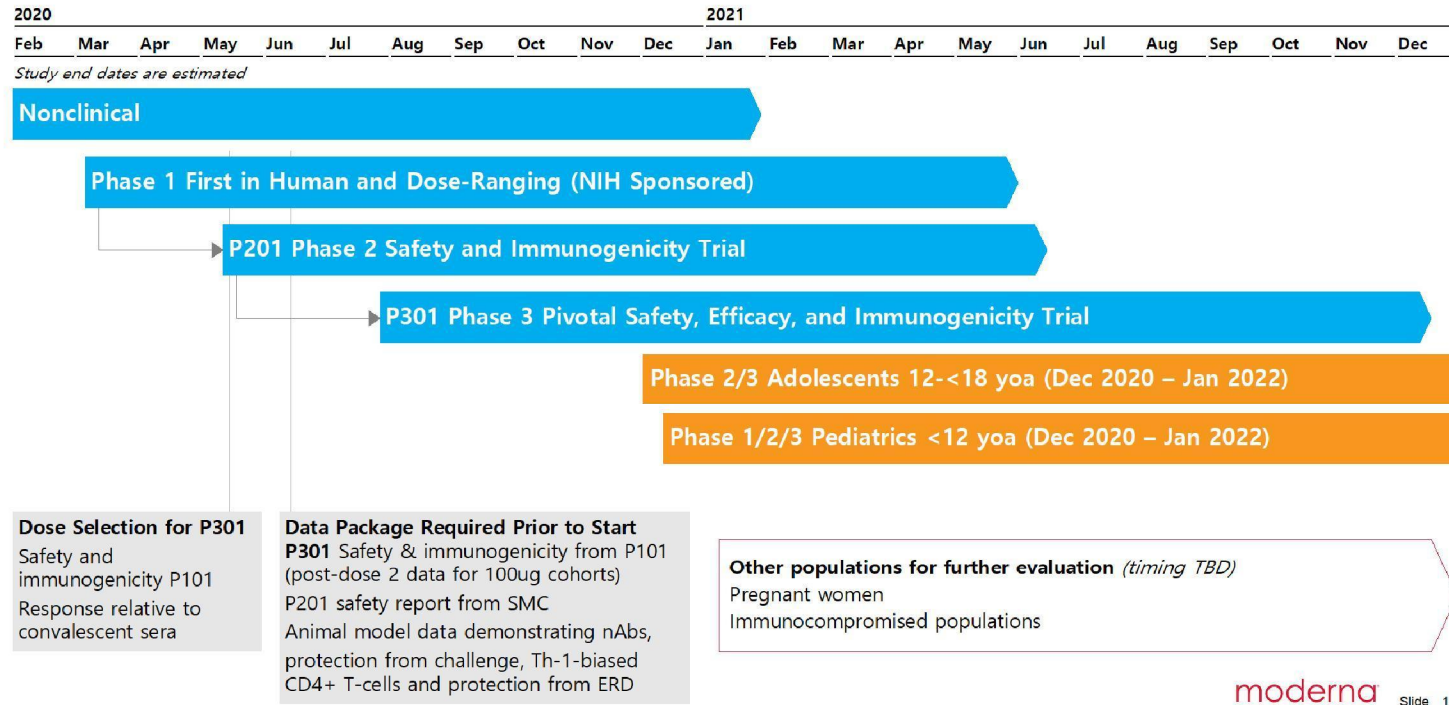 2020 2021
Feb Mar Apr May Jun Jul Aug Sep Oct Nov Dec Jan Feb Mar Apr May Jun Jul Aug Sep Oct Nov Dec
Study end dates are estimated
Nonclinical
Phase 1 First in Human and Dose-Ranging (NIH Sponsored)
P201 Phase 2 Safety and Immunogenicity Trial
P301 Phase 3 Pivotal Safety, Efficacy, and Immunogenicity Trial
Phase 2/3 Adolescents 12-<18 yoa (Dec 2020 – Jan 2022)
Phase 1/2/3 Pediatrics <12 yoa (Dec 2020 – Jan 2022)
Dose Selection for P301
Safety and
immunogenicity P101
Response relative to
convalescent sera
Data Package Required Prior to Start
P301 Safety & immunogenicity from P101
(post-dose 2 data for 100ug cohorts)
P201 safety report from SMC
Animal model data demonstrating nAbs,
protection from challenge, Th-1-biased
CD4+ T-cells and protection from ERD
Other populations for further evaluation (timing TBD)
Pregnant women
Immunocompromised populations
moderna
Slide 1